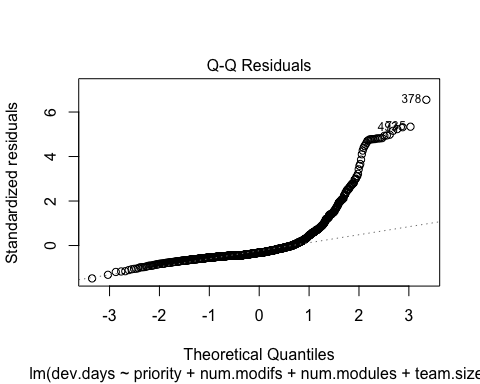 Q-Q Residuals
Standardized residuals
6
4
2
0
378
-3 -2 -1 0 1 2 3
Theoretical Quantiles
lm(dev.days ~ priority + num.modifs + num.modules + team.size